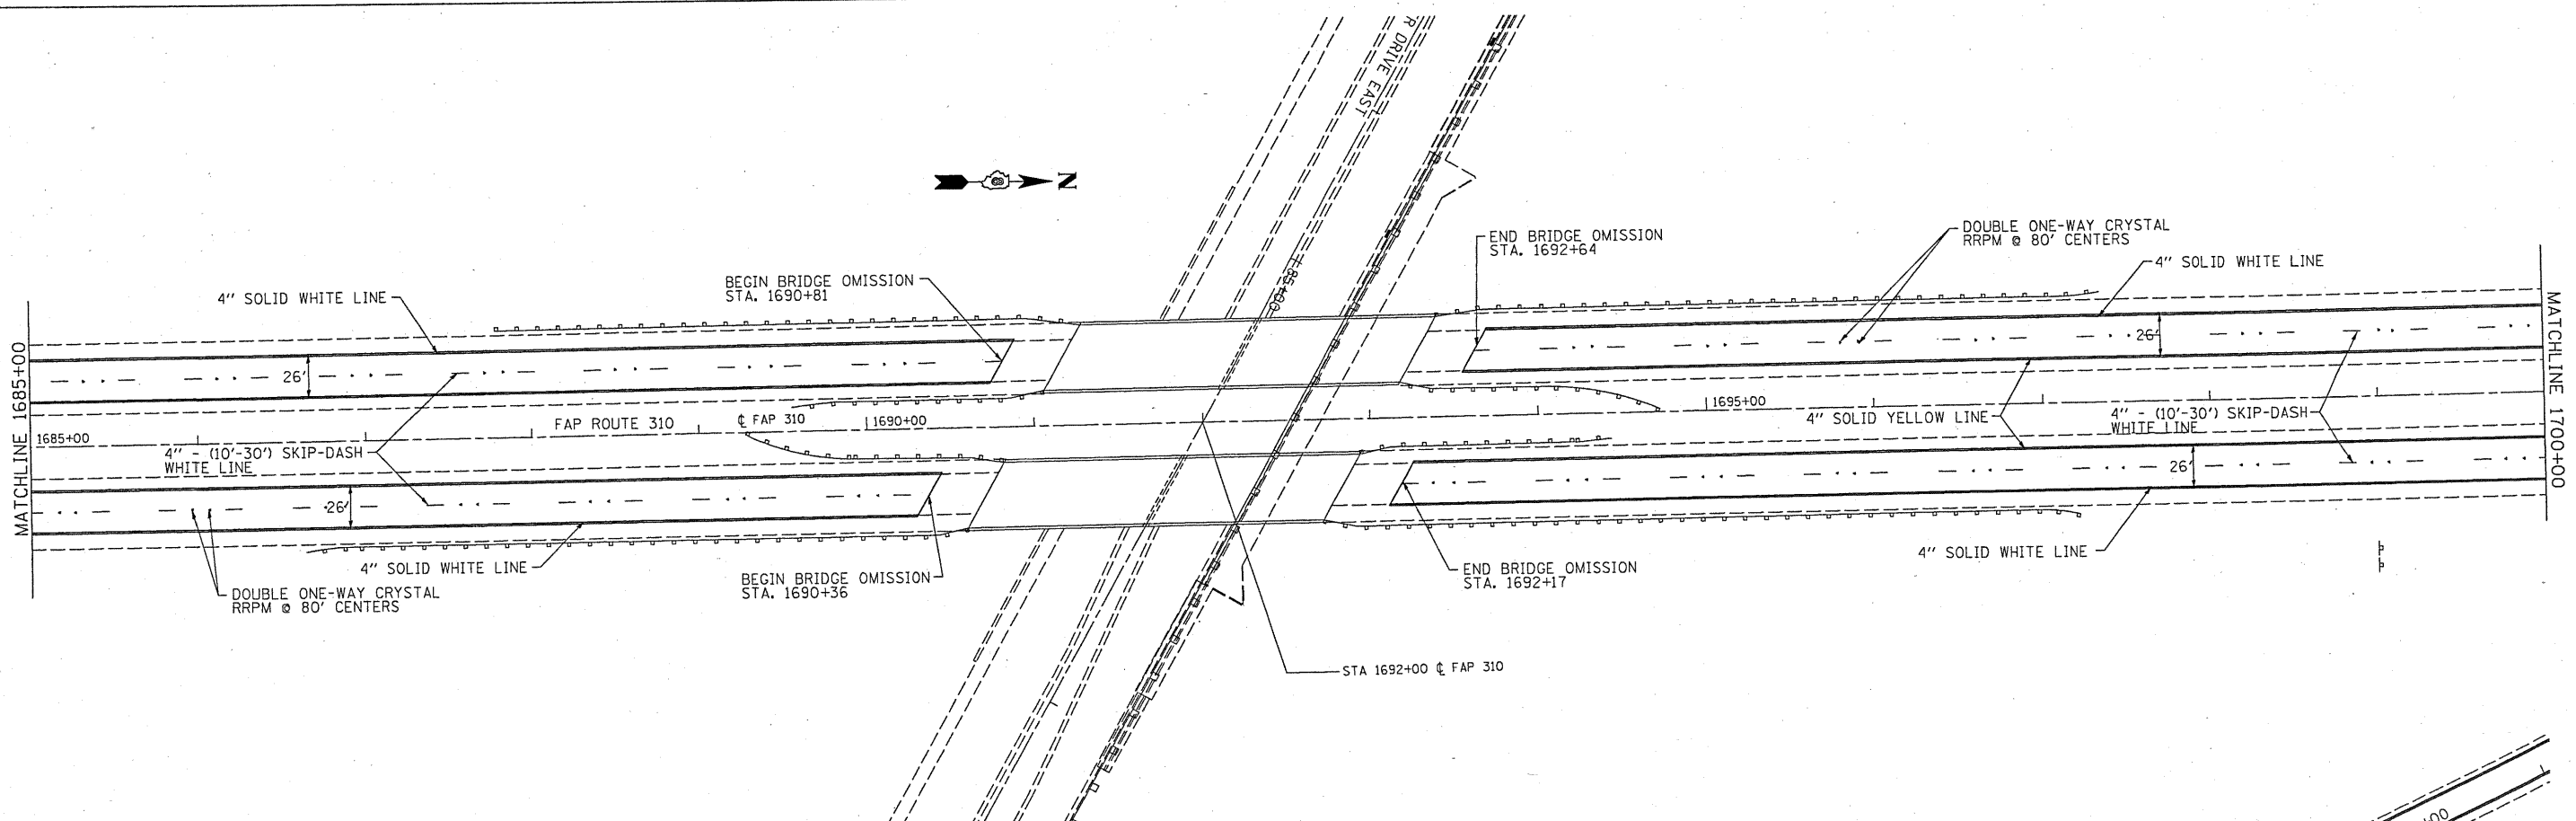 R DRIVE EAST
N
END BRIDGE OMISSION
STA. 1692+64
DOUBLE ONE-WAY CRYSTAL
RRPM @ 80' CENTERS
4" SOLID WHITE LINE
BEGIN BRIDGE OMISSION
STA. 1690+81
4" SOLID WHITE LINE
+85+00
MATCHLINE 1685+00
MATCHLINE 1700+00
26'
26'
1685+00
FAP ROUTE 310
℄ FAP 310
1690+00
1695+00
4" SOLID YELLOW LINE
4" - (10'-30') SKIP-DASH
WHITE LINE
4" - (10'-30') SKIP-DASH
WHITE LINE
26'
26'
4" SOLID WHITE LINE
DOUBLE ONE-WAY CRYSTAL
RRPM @ 80' CENTERS
BEGIN BRIDGE OMISSION
STA. 1690+36
END BRIDGE OMISSION
STA. 1692+17
4" SOLID WHITE LINE
STA 1692+00 ℄ FAP 310